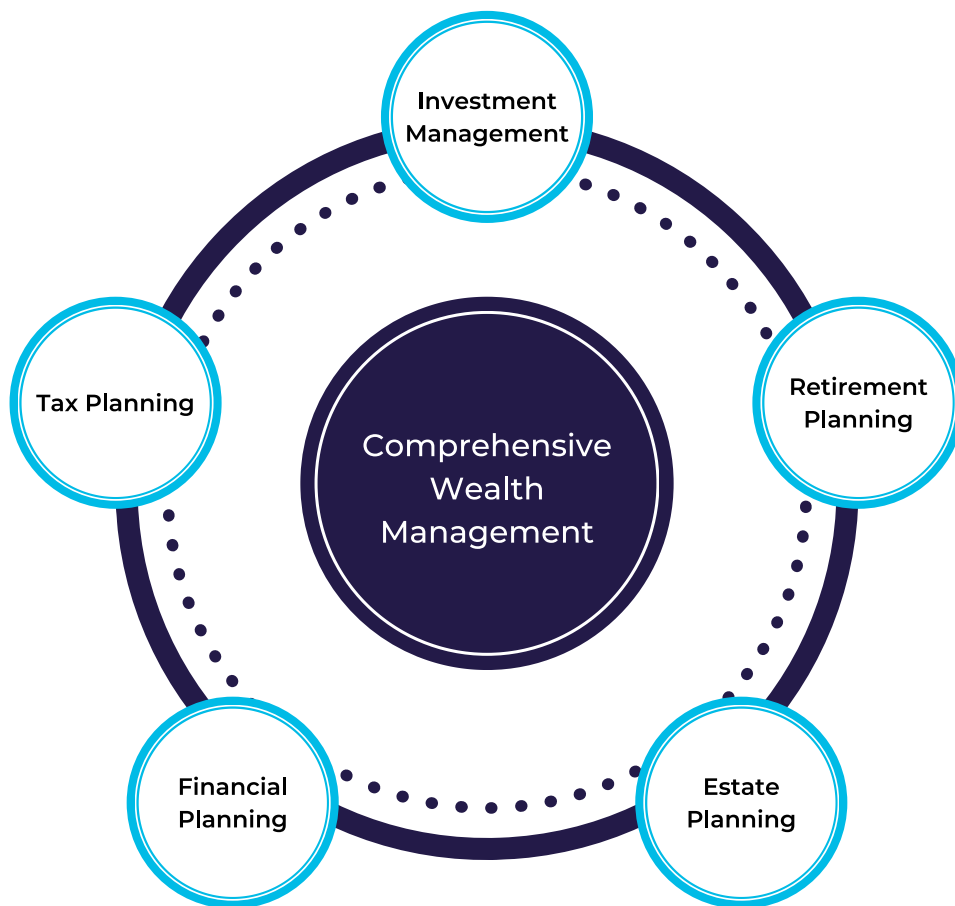 Investment
Management
Tax Planning
Retirement
Planning
Comprehensive
Wealth
Management
Financial
Planning
Estate
Planning